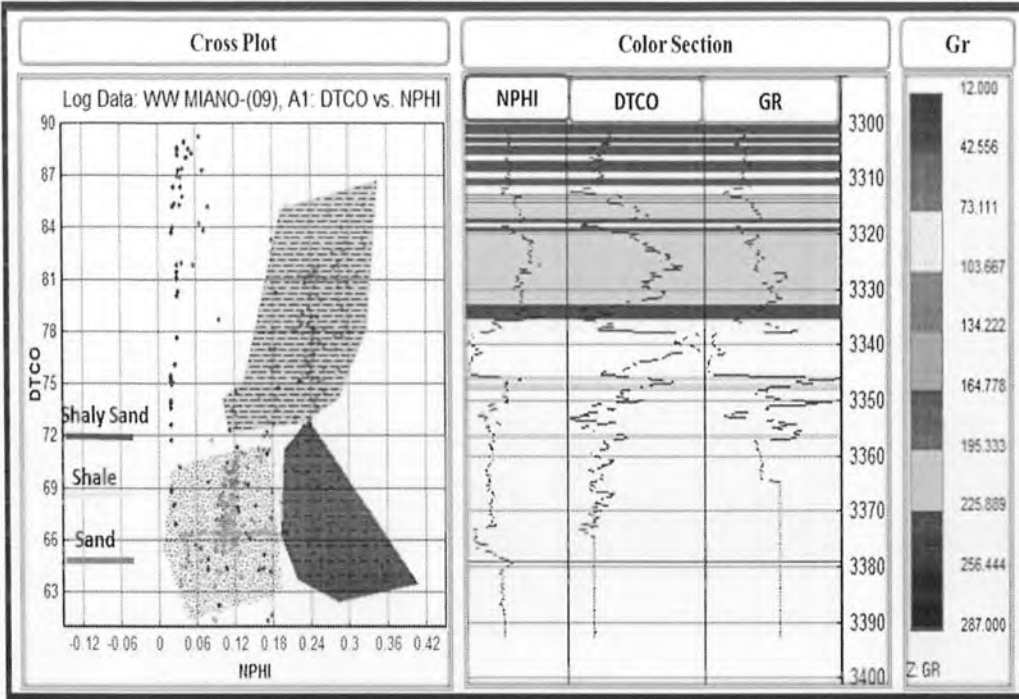 Cross Plot
Color Section
Gr
Log Data: WW MIANO-(09), A1: DTCO vs. NPHI
90
87
84
81
78
75
72
69
66
63
DTCO
Shaly Sand
Shale
Sand
-0.12 -0.06 0 0.06 0.12 0.18 0.24 0.3 0.36 0.42
NPHI
NPHI DTCO GR
3300
3310
3320
3330
3340
3350
3360
3370
3380
3390
3400
12.000
42.556
73.111
103.667
134.222
164.778
195.333
225.889
256.444
287.000
Z: GR